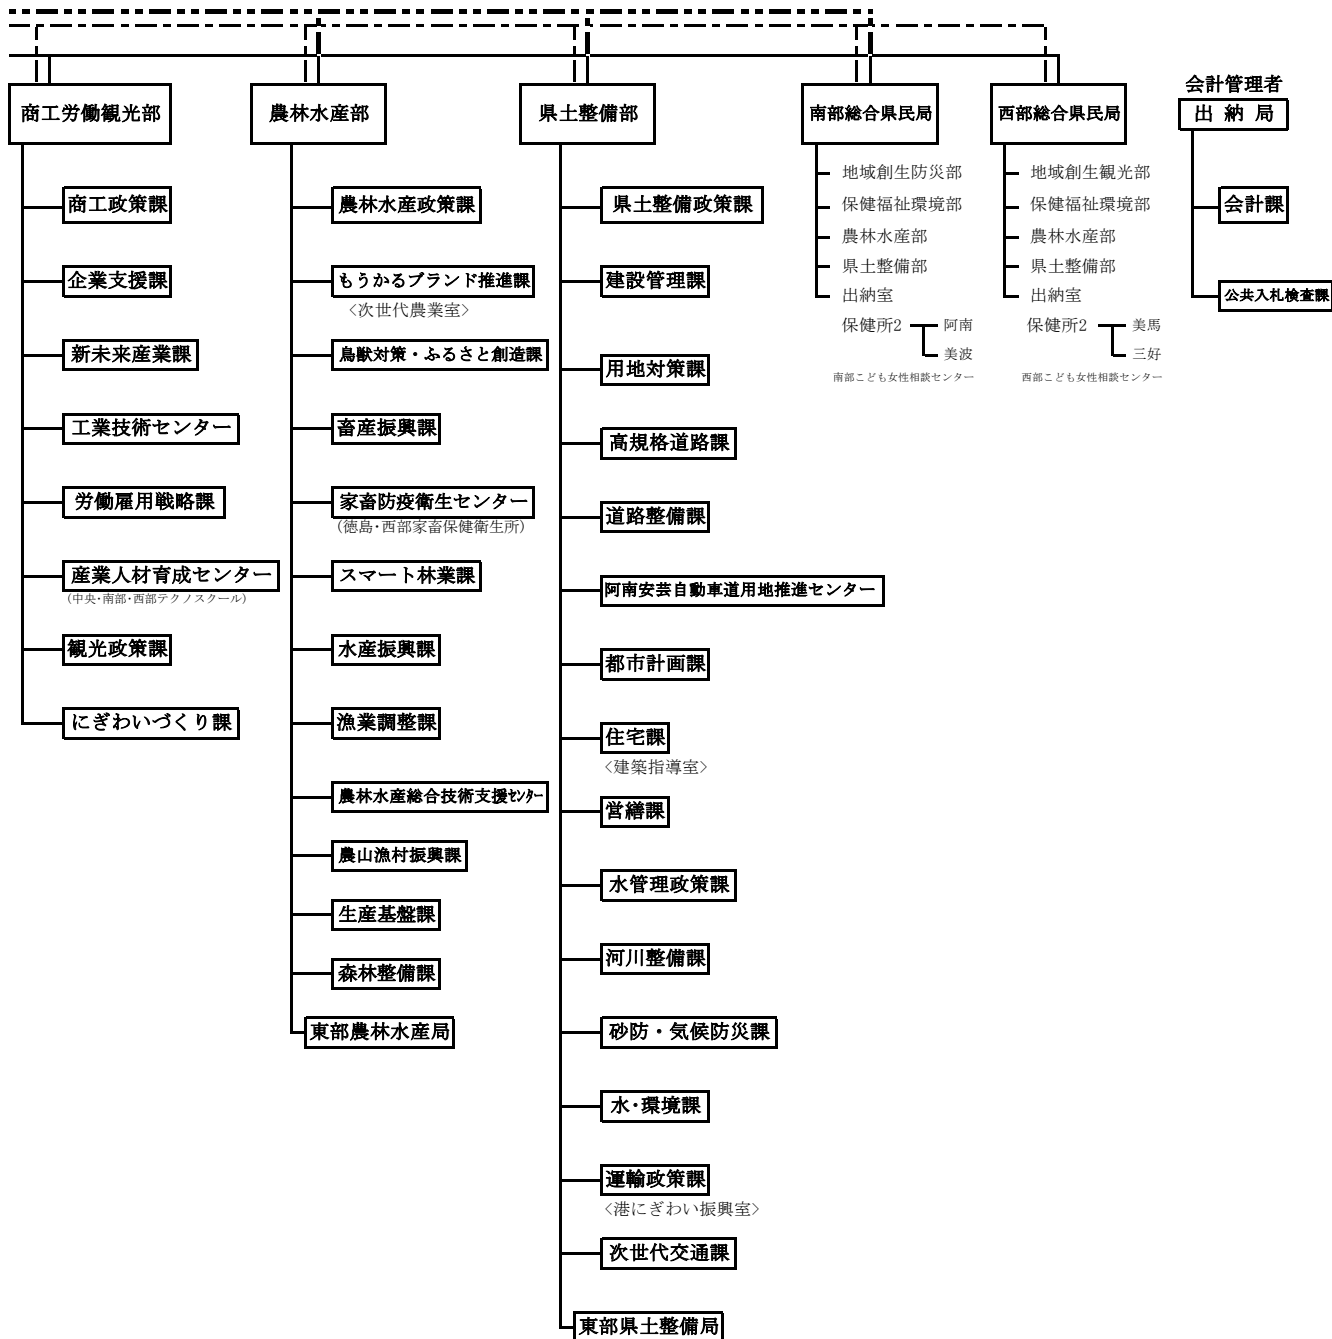 商工労働観光部
商工政策課
企業支援課
新未来産業課
工業技術センター
労働雇用戦略課
産業人材育成センター
(中央・南部・西部テクノスクール)
観光政策課
にぎわいづくり課
農林水産部
農林水産政策課
もうかるブランド推進課
〈次世代農業室〉
鳥獣対策・ふるさと創造課
畜産振興課
家畜防疫衛生センター
(徳島・西部家畜保健衛生所)
スマート林業課
水産振興課
漁業調整課
農林水産総合技術支援ｾﾝﾀｰ
農山漁村振興課
生産基盤課
森林整備課
東部農林水産局
県土整備部
県土整備政策課
建設管理課
用地対策課
高規格道路課
道路整備課
阿南安芸自動車道用地推進センター
都市計画課
住宅課
〈建築指導室〉
営繕課
水管理政策課
河川整備課
砂防・気候防災課
水・環境課
運輸政策課
〈港にぎわい振興室〉
次世代交通課
東部県土整備局
南部総合県民局
地域創生防災部
保健福祉環境部
農林水産部
県土整備部
出納室
保健所2 阿南
美波
南部こども女性相談センター
西部総合県民局
地域創生観光部
保健福祉環境部
農林水産部
県土整備部
出納室
保健所2 美馬
三好
西部こども女性相談センター
会計管理者
出 納 局
会計課
公共入札検査課